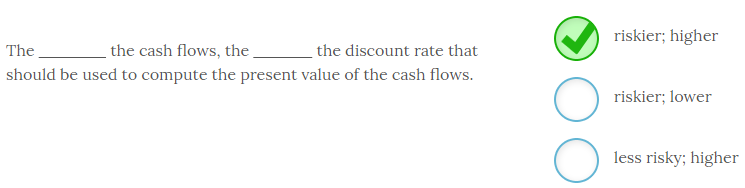 The ________ the cash flows, the _______ the discount rate that
should be used to compute the present value of the cash flows.
riskier; higher
riskier; lower
less risky; higher